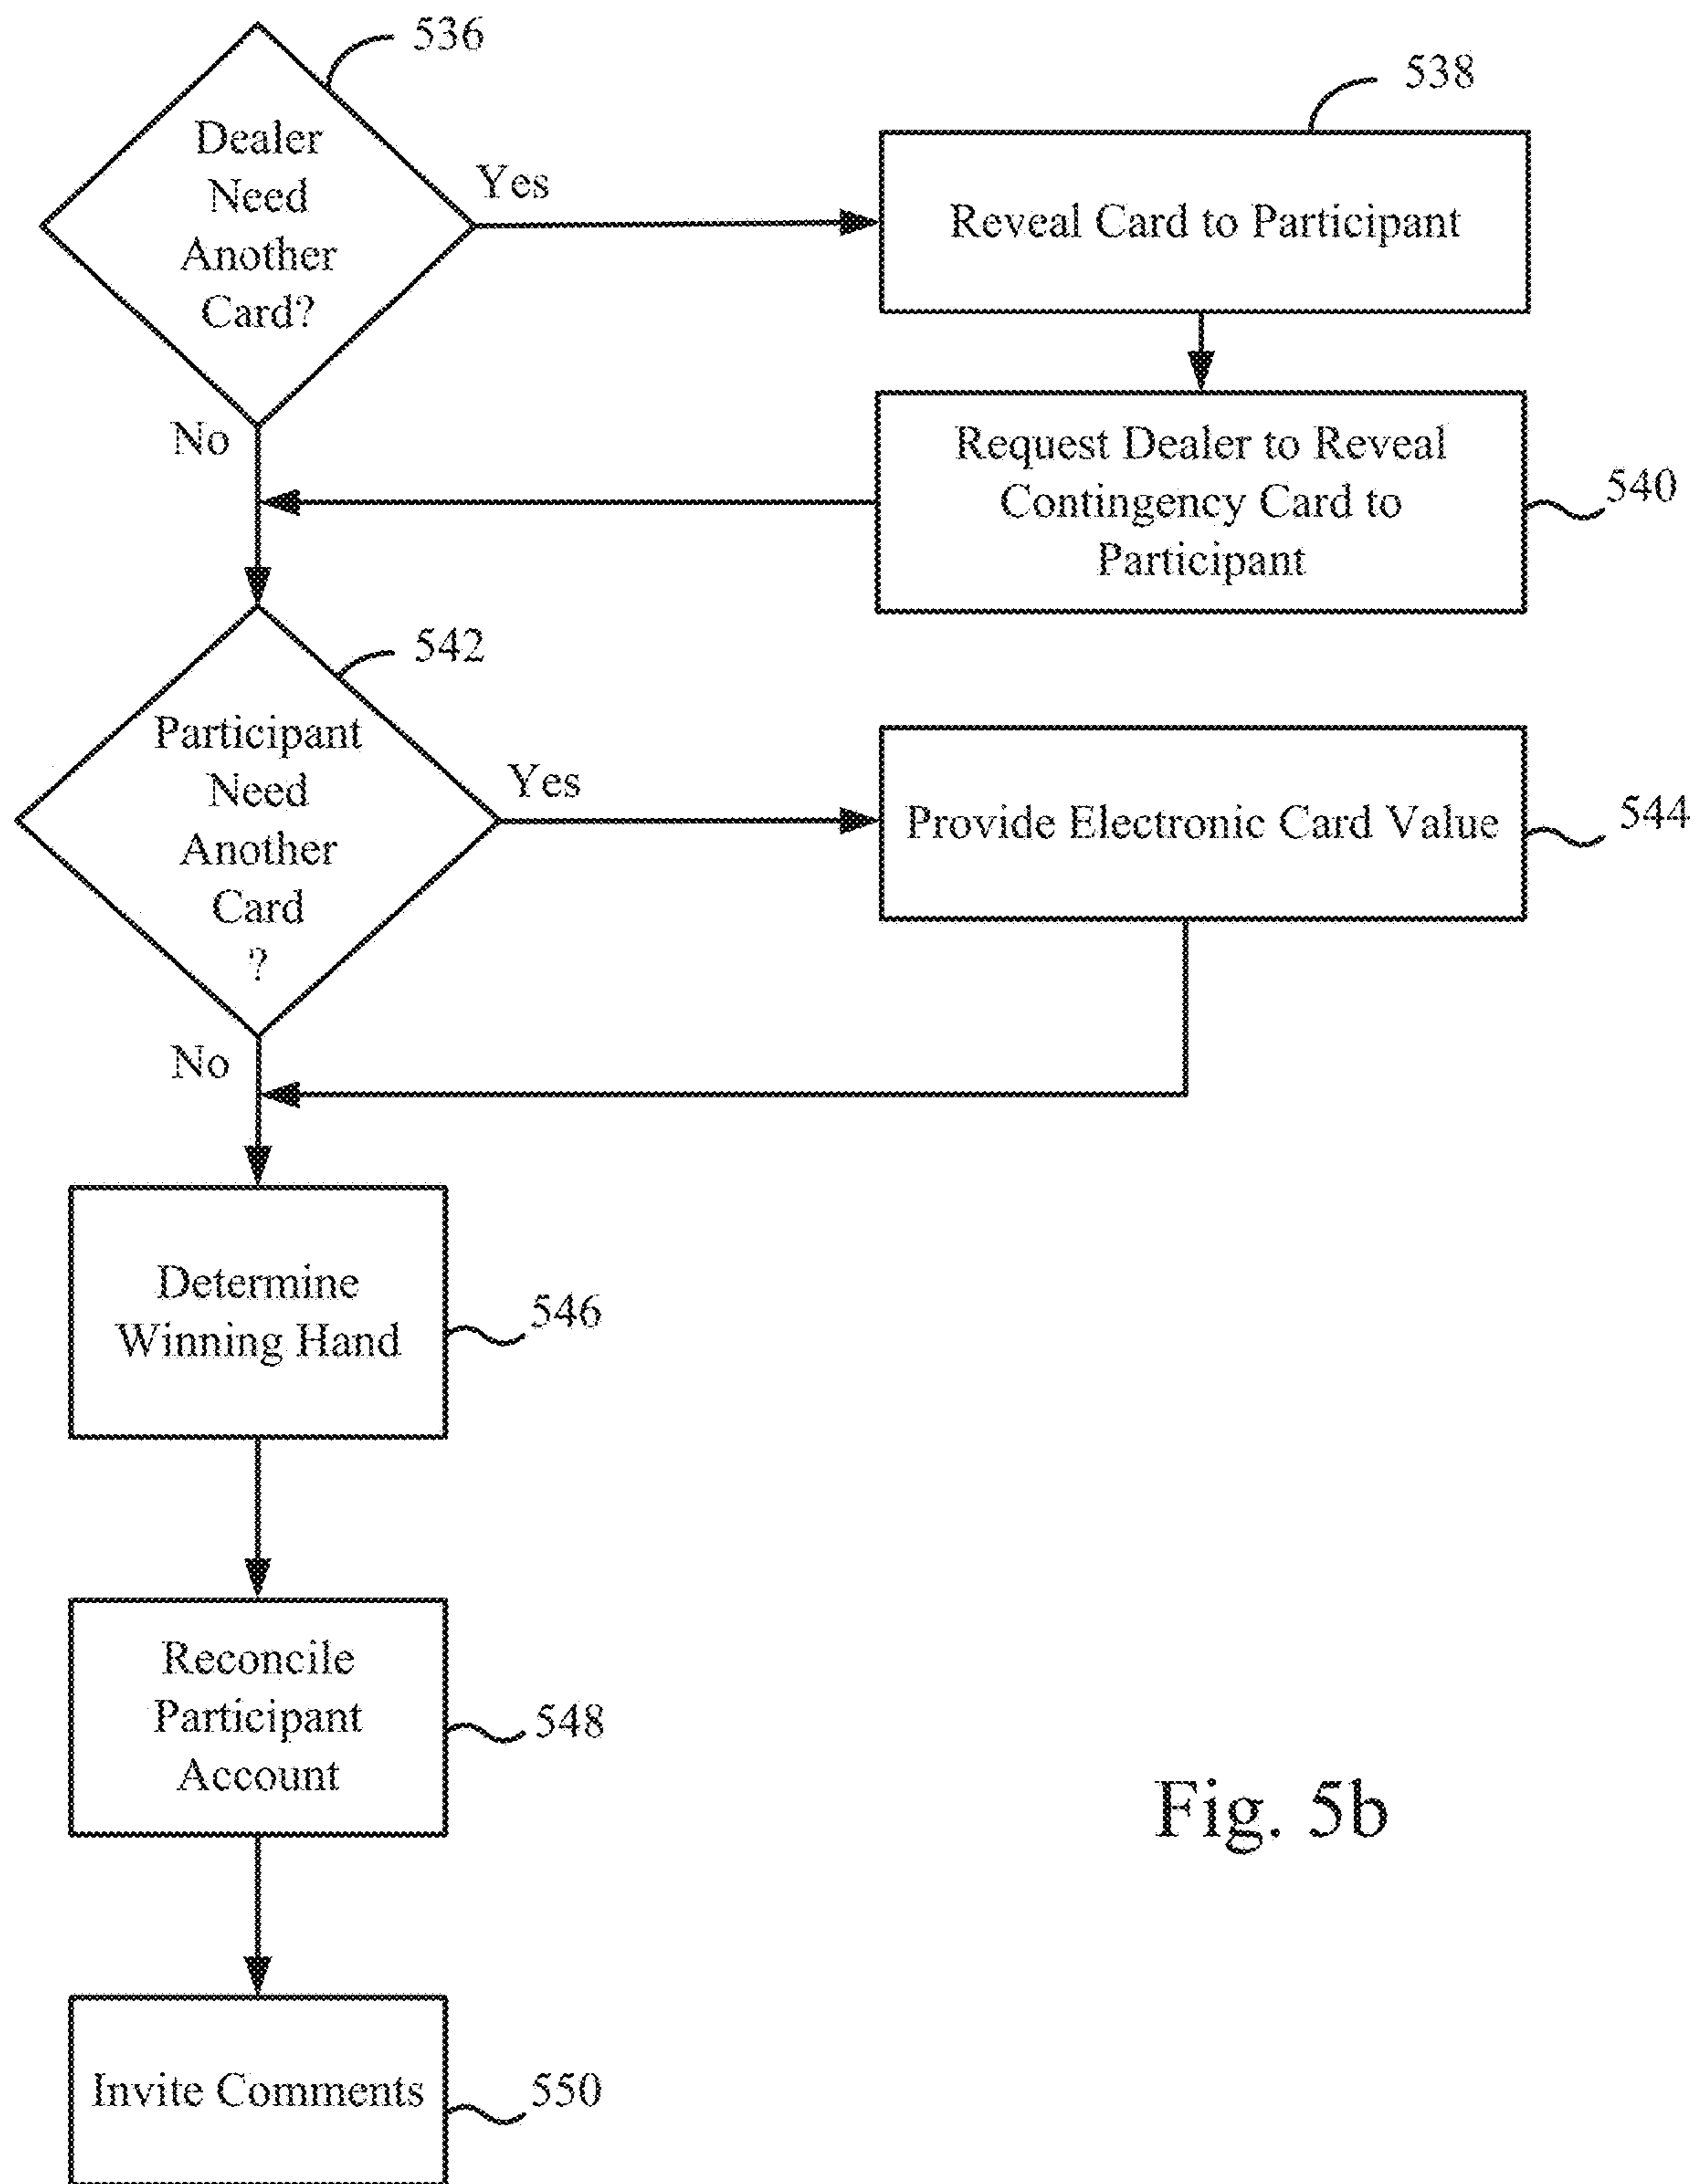 536
Dealer
Need
Another
Card?
Yes
538
Reveal Card to Participant
No
Request Dealer to Reveal
Contingency Card to
Participant
540
542
Participant
Need
Another
Card
?
Yes
Provide Electronic Card Value
544
No
Determine
Winning Hand
546
Reconcile
Participant
Account
548
Fig. 5b
Invite Comments
550